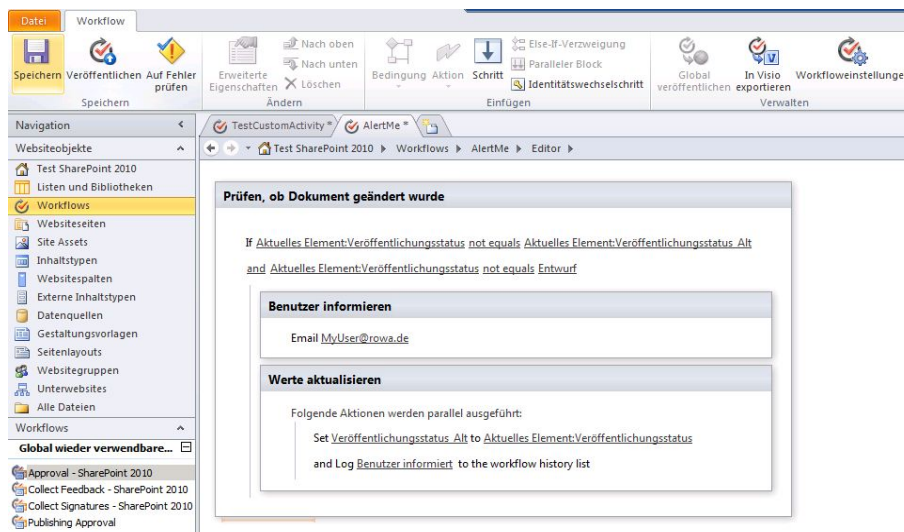 Datei Workflow
Speichern Veröffentlichen Auf Fehler prüfen
Speichern
Erweiterte Eigenschaften Nach oben
Nach unten
Löschen
Ändern
Bedingung Aktion Schritt Else-If-Verzweigung
Paralleler Block
Identitätswechselschritt
Einfügen
Global veröffentlichen In Visio exportieren Workfloweinstellunge
Verwalt
Navigation
Websiteobjekte
Test SharePoint 2010
Listen und Bibliotheken
Workflows
Websiteseiten
Site Assets
Inhaltstypen
Websitespalten
Externe Inhaltstypen
Datenquellen
Gestaltungsvorlagen
Seitenlayouts
Websitegruppen
Unterwebsites
Alle Dateien
Workflows
Global wieder verwendbare...
Approval - SharePoint 2010
Collect Feedback - SharePoint 2010
Collect Signatures - SharePoint 2010
Publishing Approval
TestCustomActivity * AlertMe *
Test SharePoint 2010 Workflows AlertMe Editor
Prüfen, ob Dokument geändert wurde
If Aktuelles Element:Veröffentlichungsstatus not equals Aktuelles Element:Veröffentlichungsstatus Alt
and Aktuelles Element:Veröffentlichungsstatus not equals Entwurf
Benutzer informieren
Email MyUser@rowa.de
Werte aktualisieren
Folgende Aktionen werden parallel ausgeführt:
Set Veröffentlichungsstatus Alt to Aktuelles Element:Veröffentlichungsstatus
and Log Benutzer informiert to the workflow history list